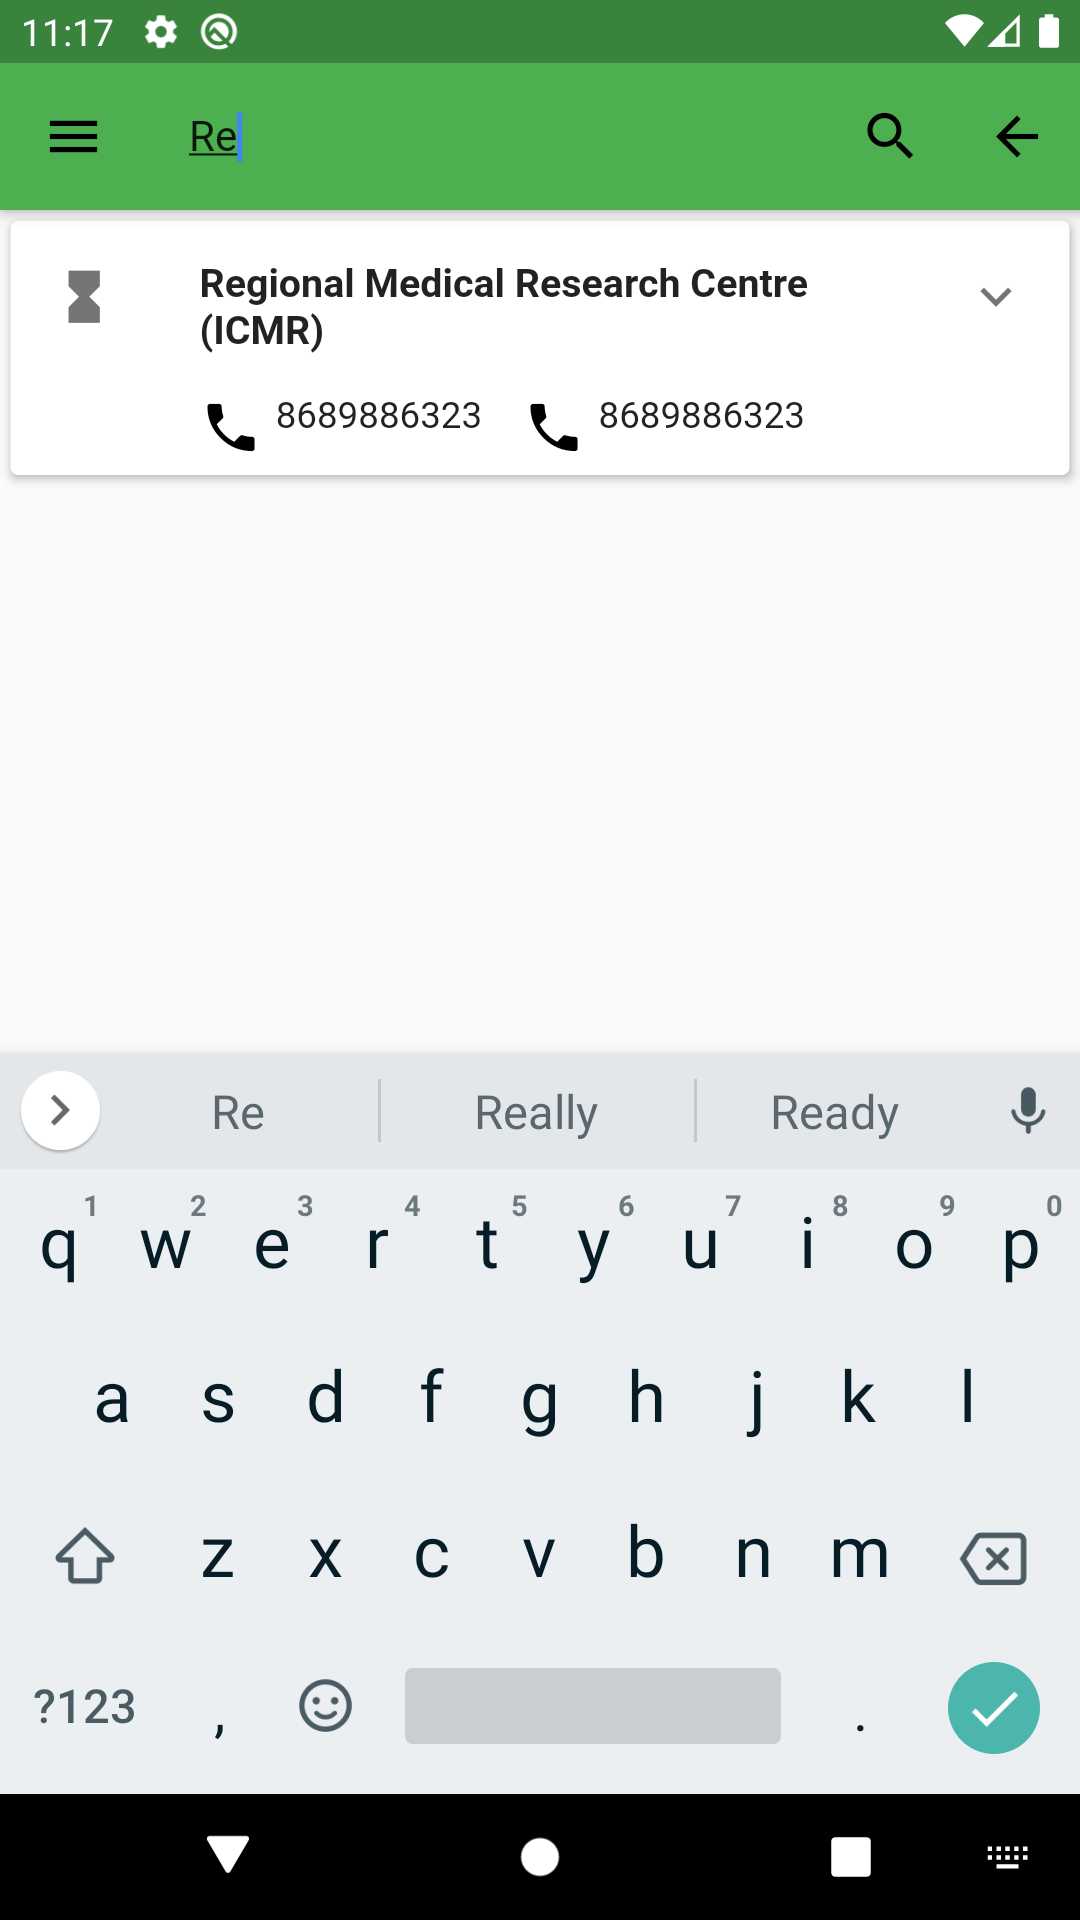 11:17
Re
Regional Medical Research Centre
(ICMR)
8689886323 8689886323
Re Really Ready
1 2 3 4 5 6 7 8 9 0
q w e r t y u i o p
a s d f g h j k l
z x c v b n m
?123 , .